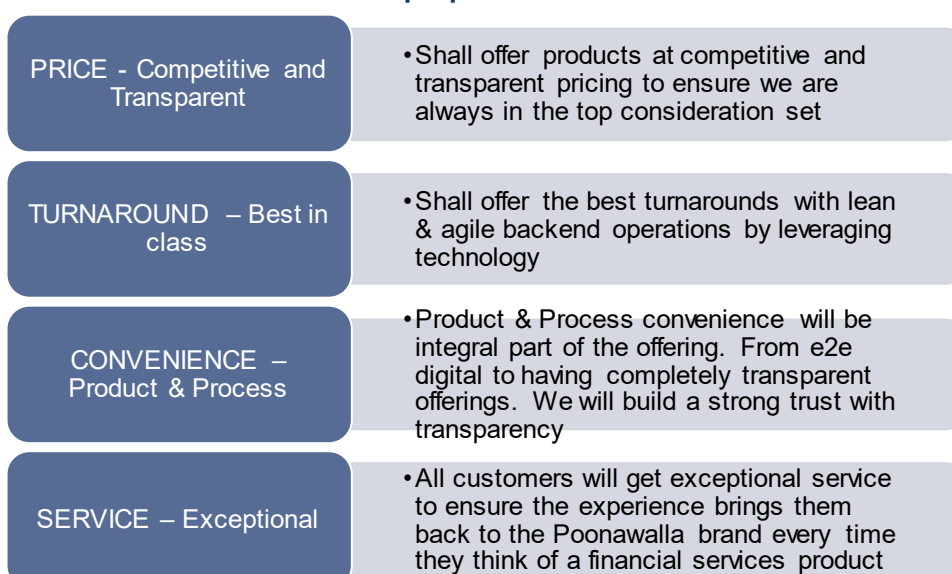 PRICE - Competitive and
Transparent
•Shall offer products at competitive and
transparent pricing to ensure we are
always in the top consideration set
TURNAROUND – Best in
class
•Shall offer the best turnarounds with lean
& agile backend operations by leveraging
technology
CONVENIENCE –
Product & Process
•Product & Process convenience will be
integral part of the offering. From e2e
digital to having completely transparent
offerings. We will build a strong trust with
transparency
SERVICE – Exceptional
•All customers will get exceptional service
to ensure the experience brings them
back to the Poonawalla brand every time
they think of a financial services product